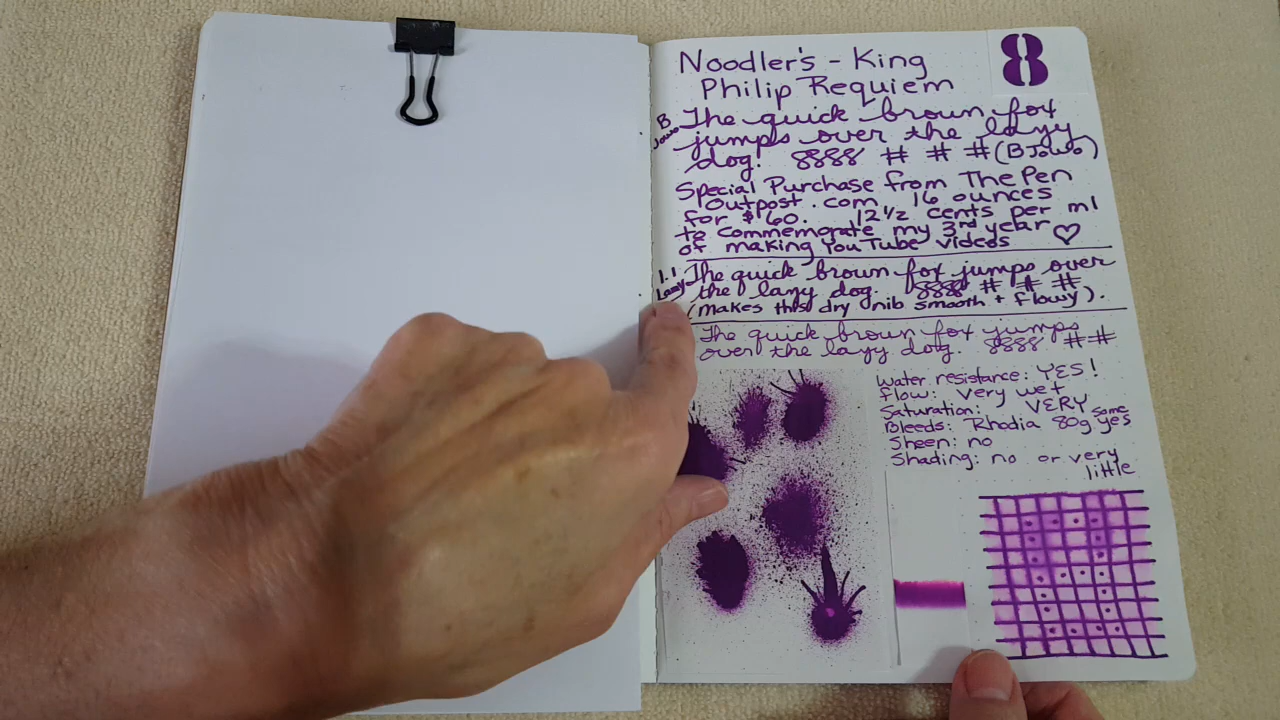 Noodler's - King
Philip Requiem
8
B
Jowo
The quick brown fox
jumps over the lazy
dog! 8888 # # # (B Jowo)
Special Purchase from The Pen
Outpost.com 16 ounces
for $60. 12½ cents per ml
to commemorate my 3rd year
of making YouTube videos ♡
1.1
Lamy
The quick brown fox jumps over
the lazy dog. 8888 # # #
(makes this dry nib smooth + flowy).
The quick brown fox jumps
over the lazy dog. 8888 # #
Water resistance: YES!
Flow: Very wet
Saturation: VERY
Bleeds: Rhodia 80g yes some
Sheen: no
Shading: no or very
little